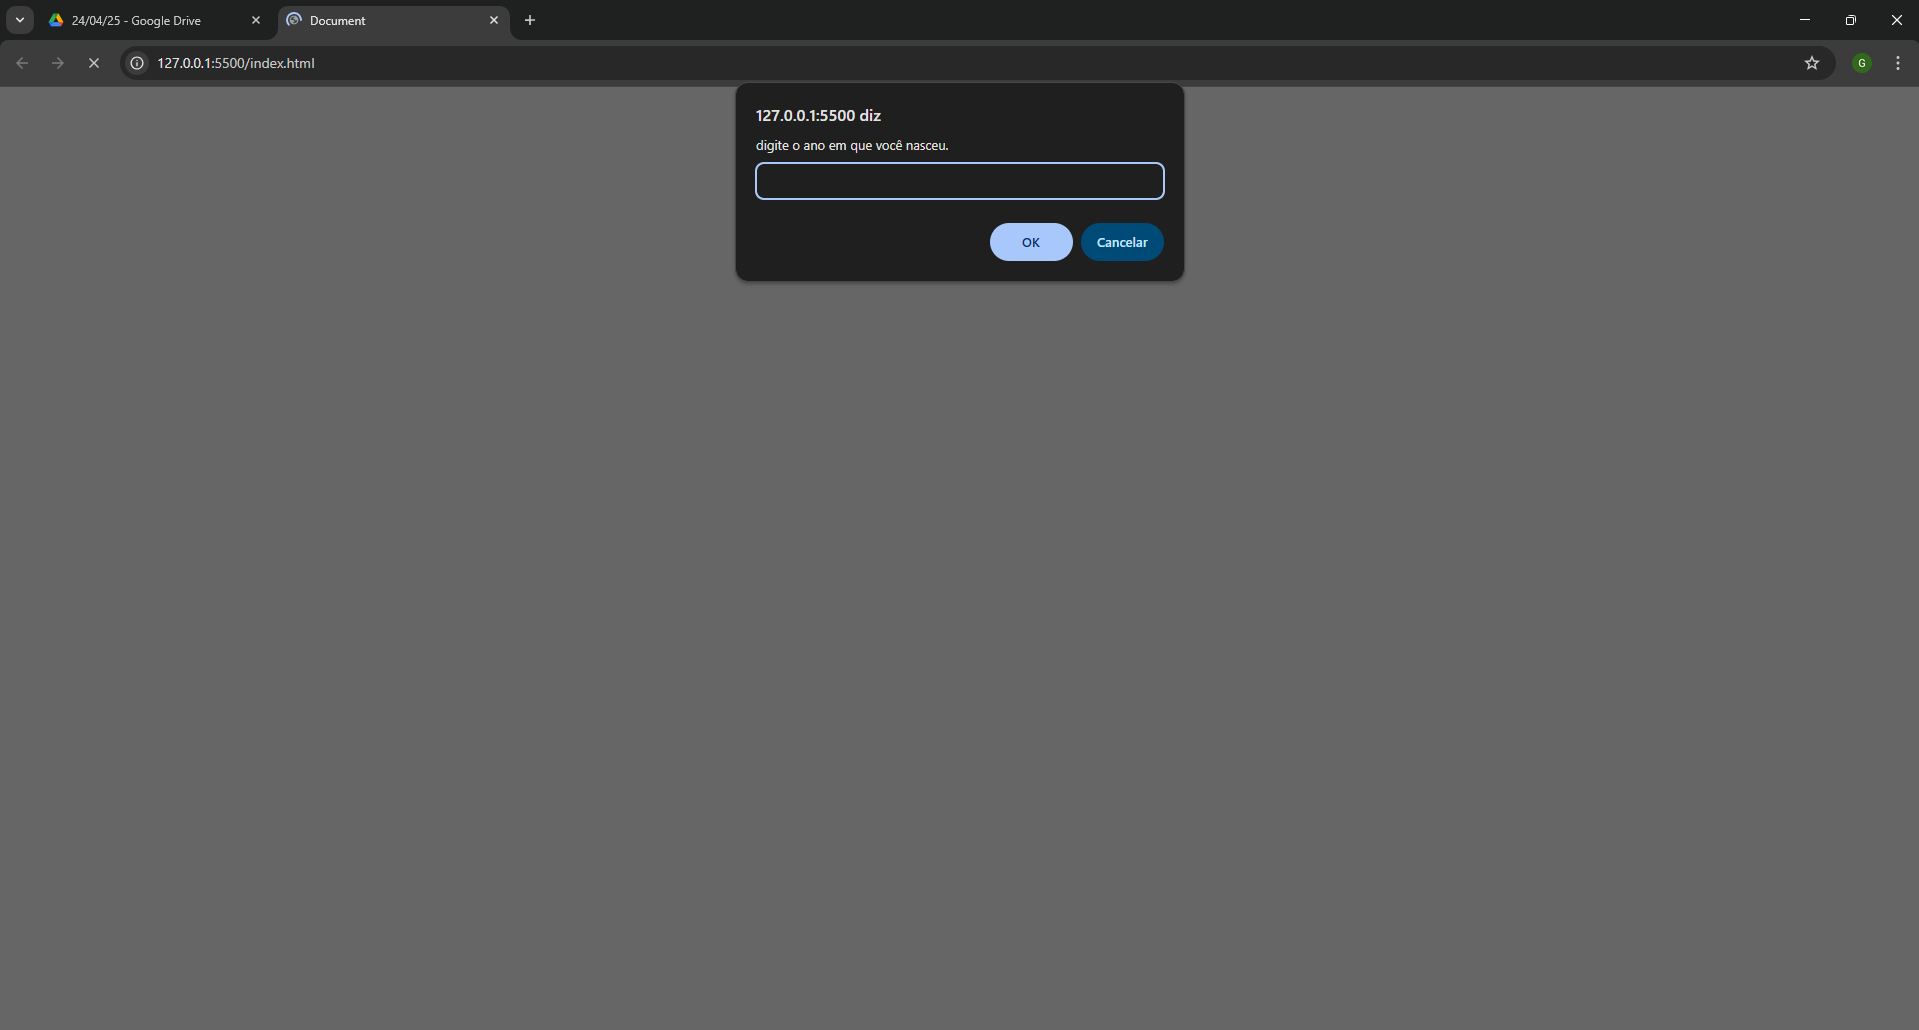 24/04/25 - Google Drive
Document
127.0.0.1:5500/index.html
G
127.0.0.1:5500 diz
digite o ano em que você nasceu.
OK
Cancelar